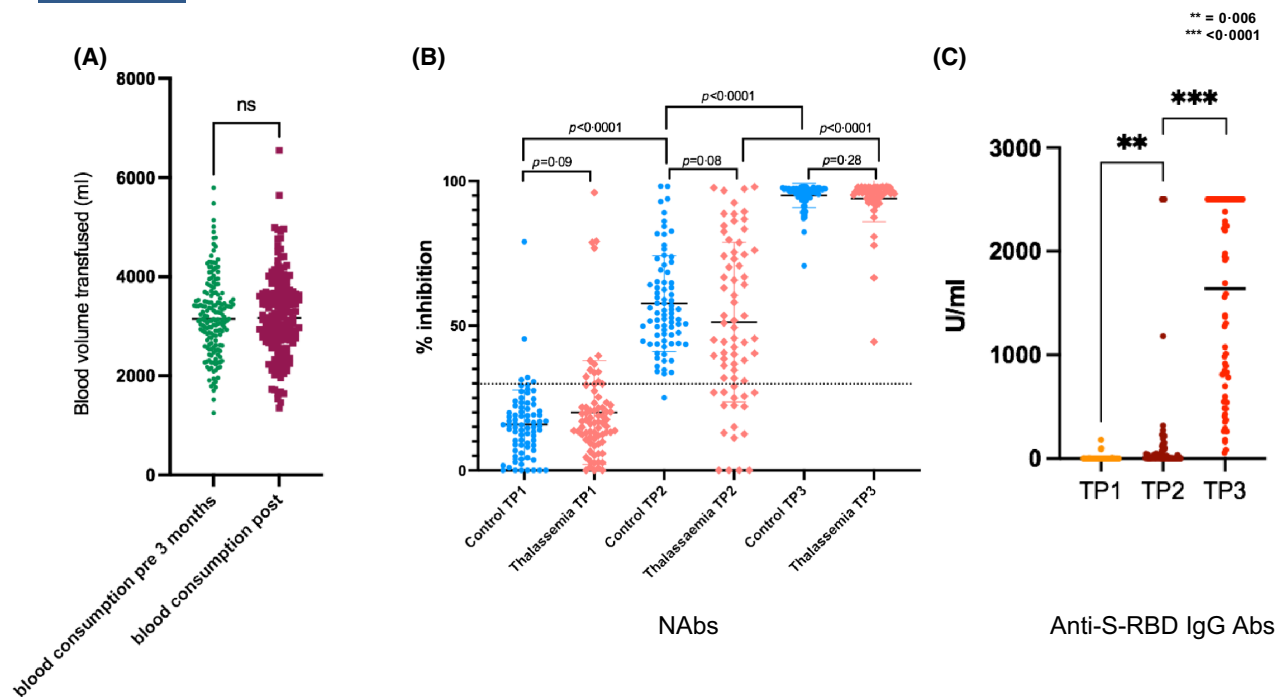 ** = 0·006
*** <0·0001
(A)
Blood volume transfused (ml)
8000
6000
4000
2000
0
ns
blood consumption pre 3 months
blood consumption post
(B)
% inhibition
100
50
0
p<0·0001
p<0·0001
p<0·0001
p=0·09
p=0·08
p=0·28
Control TP1
Thalassemia TP1
Control TP2
Thalassaemia TP2
Control TP3
Thalassemia TP3
NAbs
(C)
U/ml
3000
2000
1000
0
**
***
TP1 TP2 TP3
Anti-S-RBD IgG Abs